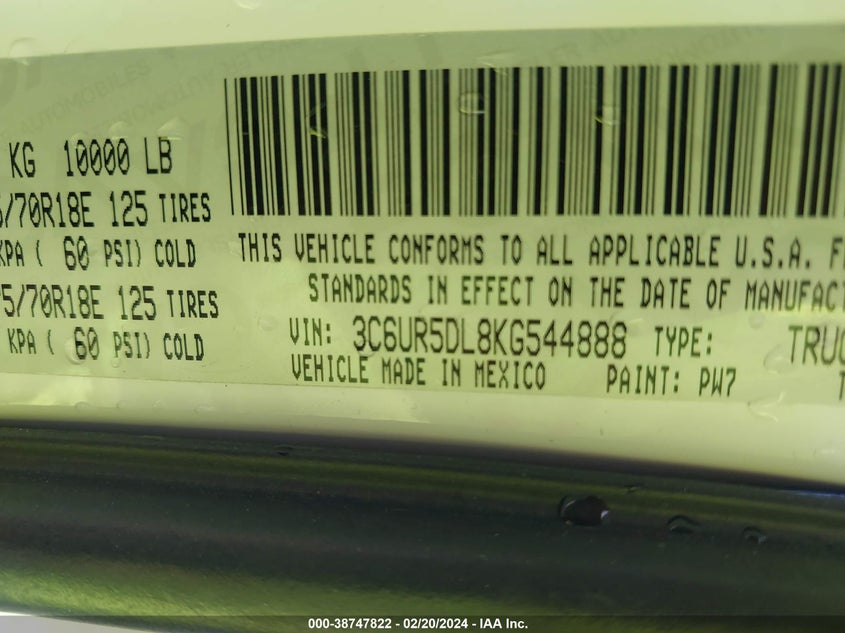 KG 10000 LB
/70R18E 125 TIRES
KPA ( 60 PSI) COLD
5/70R18E 125 TIRES
KPA ( 60 PSI) COLD
THIS VEHICLE CONFORMS TO ALL APPLICABLE U.S.A. F
STANDARDS IN EFFECT ON THE DATE OF MANUFACT
VIN: 3C6UR5DL8KG544888 TYPE: TRUC
VEHICLE MADE IN MEXICO PAINT: PW7 T
000-38747822 - 02/20/2024 - IAA Inc.